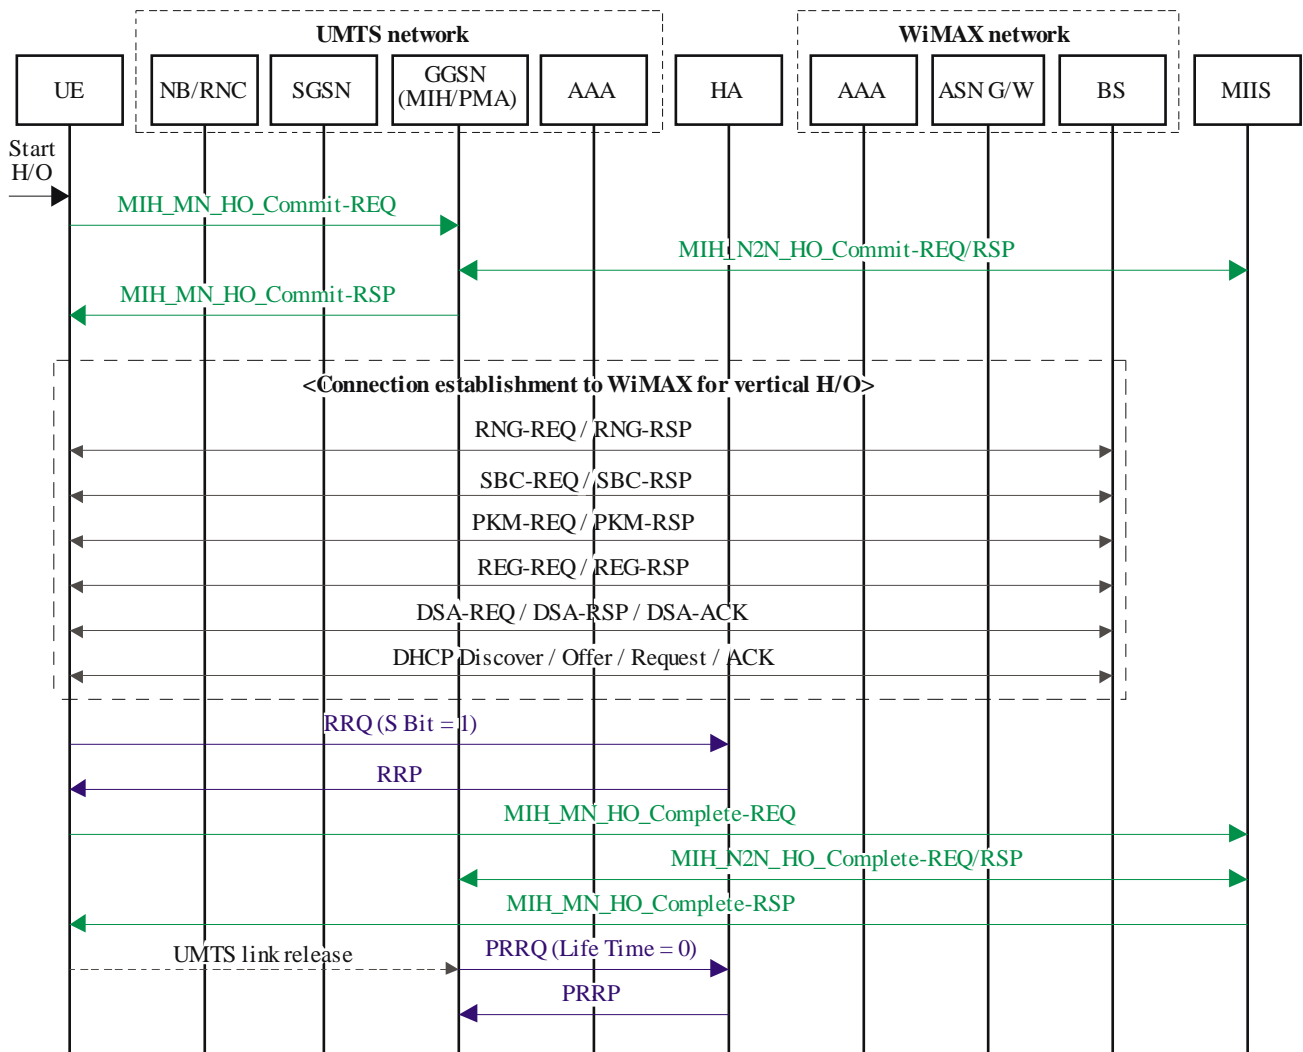 UMTS network
WiMAX network
UE
NB/RNC
SGSN
GGSN
(MIH/PMA)
AAA
HA
AAA
ASN G/W
BS
MIIS
Start
H/O
MIH_MN_HO_Commit-REQ
MIH_N2N_HO_Commit-REQ/RSP
MIH_MN_HO_Commit-RSP
<Connection establishment to WiMAX for vertical H/O>
RNG-REQ / RNG-RSP
SBC-REQ / SBC-RSP
PKM-REQ / PKM-RSP
REG-REQ / REG-RSP
DSA-REQ / DSA-RSP / DSA-ACK
DHCP Discover / Offer / Request / ACK
RRQ (S Bit = 1)
RRP
MIH_MN_HO_Complete-REQ
MIH_N2N_HO_Complete-REQ/RSP
MIH_MN_HO_Complete-RSP
UMTS link release
PRRQ (Life Time = 0)
PRRP